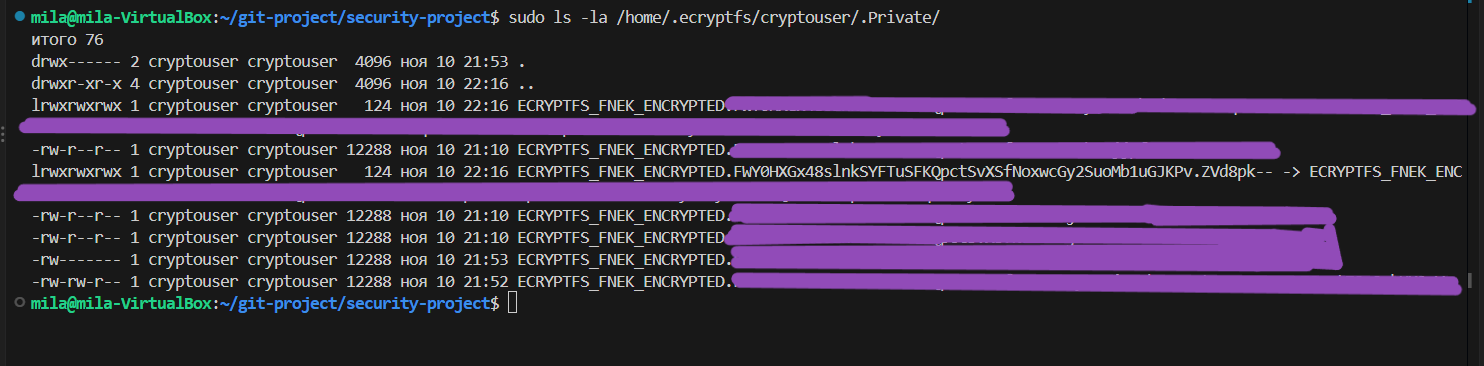 mila@mila-VirtualBox:~/git-project/security-project$ sudo ls -la /home/.ecryptfs/cryptouser/.Private/
итого 76
drwx------ 2 cryptouser cryptouser  4096 ноя 10 21:53 .
drwxr-xr-x 4 cryptouser cryptouser  4096 ноя 10 22:16 ..
lrwxrwxrwx 1 cryptouser cryptouser   124 ноя 10 22:16 ECRYPTFS_FNEK_ENCRYPTED.
-rw-r--r-- 1 cryptouser cryptouser 12288 ноя 10 21:10 ECRYPTFS_FNEK_ENCRYPTED.
lrwxrwxrwx 1 cryptouser cryptouser   124 ноя 10 22:16 ECRYPTFS_FNEK_ENCRYPTED.FWY0HXGx48slnkSYFTuSFKQpctSvXSfNoxwcGy2SuoMb1uGJKPv.ZVd8pk-- -> ECRYPTFS_FNEK_ENC
-rw-r--r-- 1 cryptouser cryptouser 12288 ноя 10 21:10 ECRYPTFS_FNEK_ENCRYPTED.
-rw-r--r-- 1 cryptouser cryptouser 12288 ноя 10 21:10 ECRYPTFS_FNEK_ENCRYPTED.
-rw------- 1 cryptouser cryptouser 12288 ноя 10 21:53 ECRYPTFS_FNEK_ENCRYPTED.
-rw-rw-r-- 1 cryptouser cryptouser 12288 ноя 10 21:52 ECRYPTFS_FNEK_ENCRYPTED.
mila@mila-VirtualBox:~/git-project/security-project$